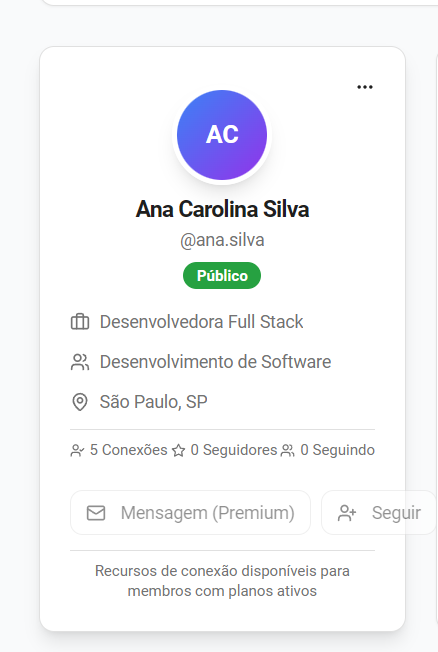 AC
Ana Carolina Silva
@ana.silva
Público
Desenvolvedora Full Stack
Desenvolvimento de Software
São Paulo, SP
5 Conexões 0 Seguidores 0 Seguindo
Mensagem (Premium) Seguir
Recursos de conexão disponíveis para
membros com planos ativos